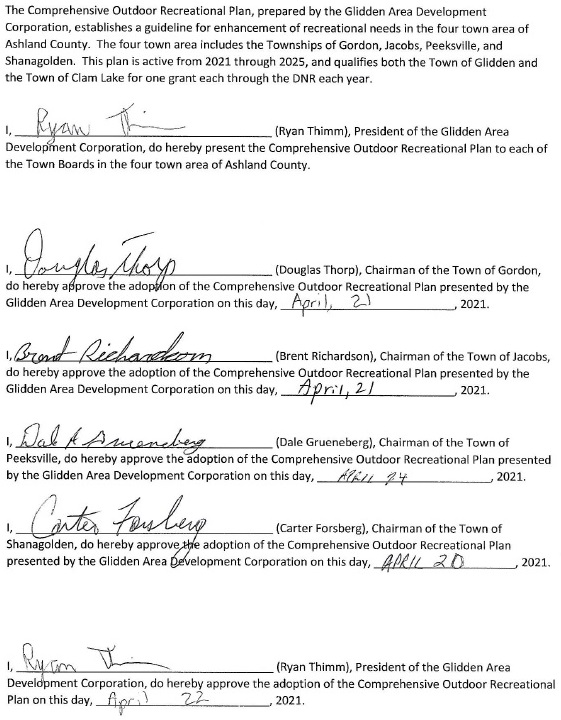 The Comprehensive Outdoor Recreational Plan, prepared by the Glidden Area Development
Corporation, establishes a guideline for enhancement of recreational needs in the four town area of
Ashland County. The four town area includes the Townships of Gordon, Jacobs, Peeksville, and
Shanagolden. This plan is active from 2021 through 2025, and qualifies both the Town of Glidden and
the Town of Clam Lake for one grant each through the DNR each year.
I, Ryan Thi (Ryan Thimm), President of the Glidden Area
Development Corporation, do hereby present the Comprehensive Outdoor Recreational Plan to each of
the Town Boards in the four town area of Ashland County.
I, Douglas Thorp (Douglas Thorp), Chairman of the Town of Gordon,
do hereby approve the adoption of the Comprehensive Outdoor Recreational Plan presented by the
Glidden Area Development Corporation on this day, April, 21, 2021.
I, Brent Richardson (Brent Richardson), Chairman of the Town of Jacobs,
do hereby approve the adoption of the Comprehensive Outdoor Recreational Plan presented by the
Glidden Area Development Corporation on this day, April, 21, 2021.
I, Dale A Grueneberg (Dale Grueneberg), Chairman of the Town of
Peeksville, do hereby approve the adoption of the Comprehensive Outdoor Recreational Plan presented
by the Glidden Area Development Corporation on this day, April 24, 2021.
I, Carter Forsberg (Carter Forsberg), Chairman of the Town of
Shanagolden, do hereby approve the adoption of the Comprehensive Outdoor Recreational Plan
presented by the Glidden Area Development Corporation on this day, APRIL 20, 2021.
I, Ryan Thi (Ryan Thimm), President of the Glidden Area
Development Corporation, do hereby approve the adoption of the Comprehensive Outdoor Recreational
Plan on this day, April 22, 2021.